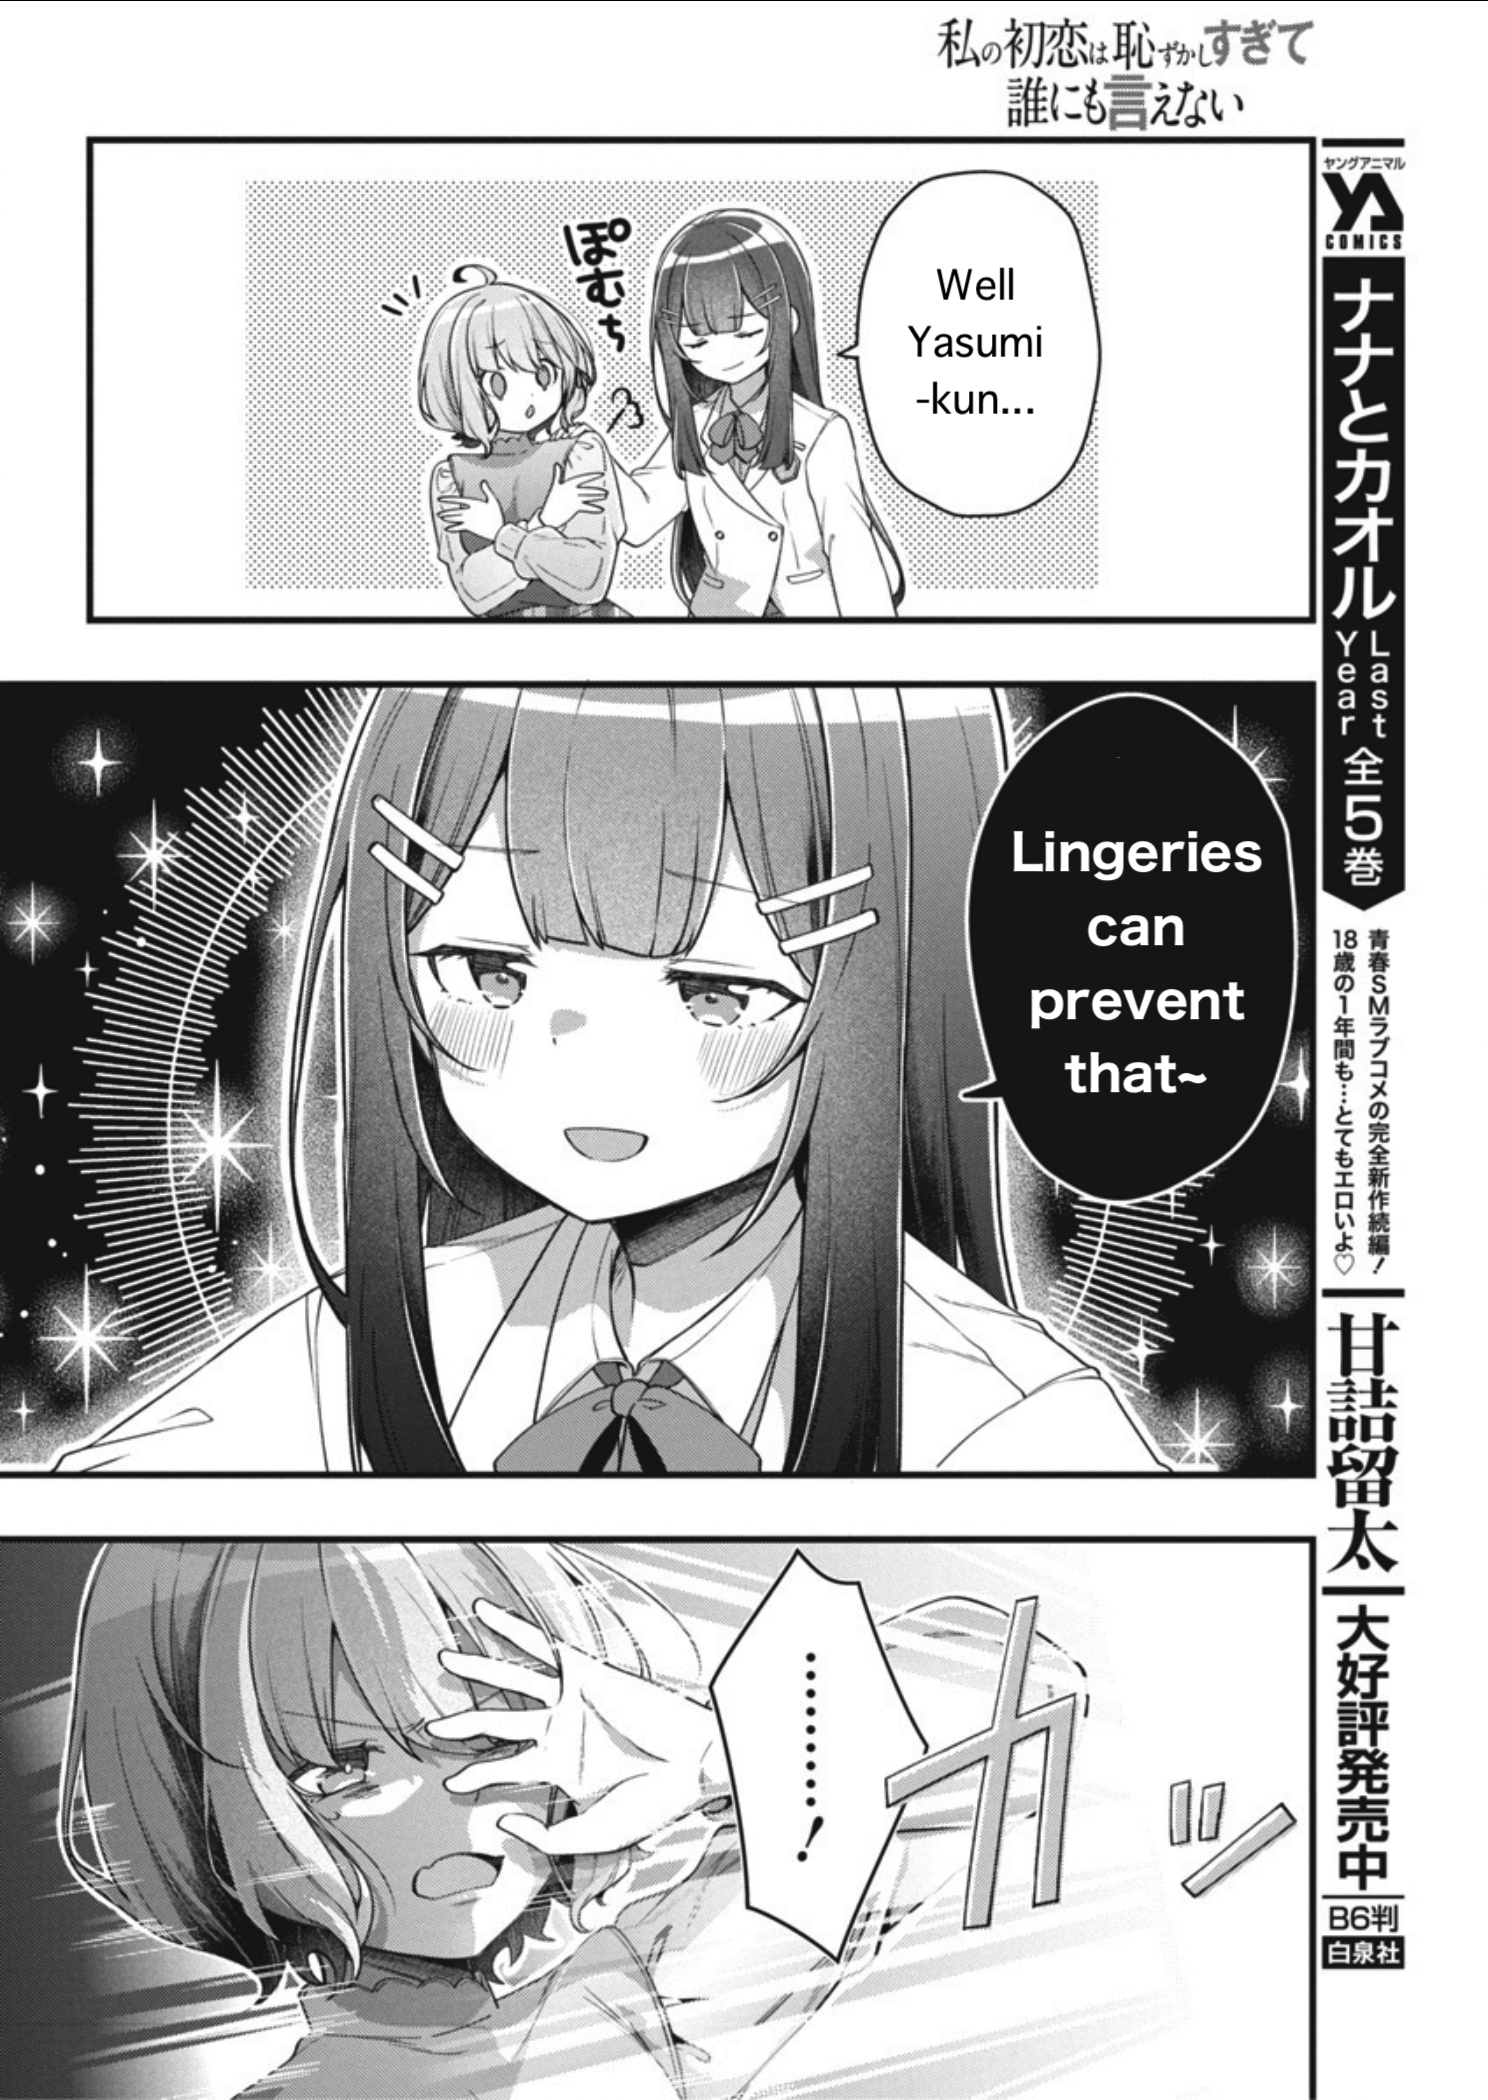 私の初恋は恥ずかしすぎて
誰にも言えない
Well
Yasumi
-kun...
ぽむっ
Lingeries
can
prevent
that~
………!
カッ
ヤングアニマル
YA
COMICS
ナナとカオル
Last
Year
全5巻
青春SMラブコメの完全新作続編!
18歳の1年間も…とてもエロいよ♡
甘詰留太
大好評発売中
B6判
白泉社